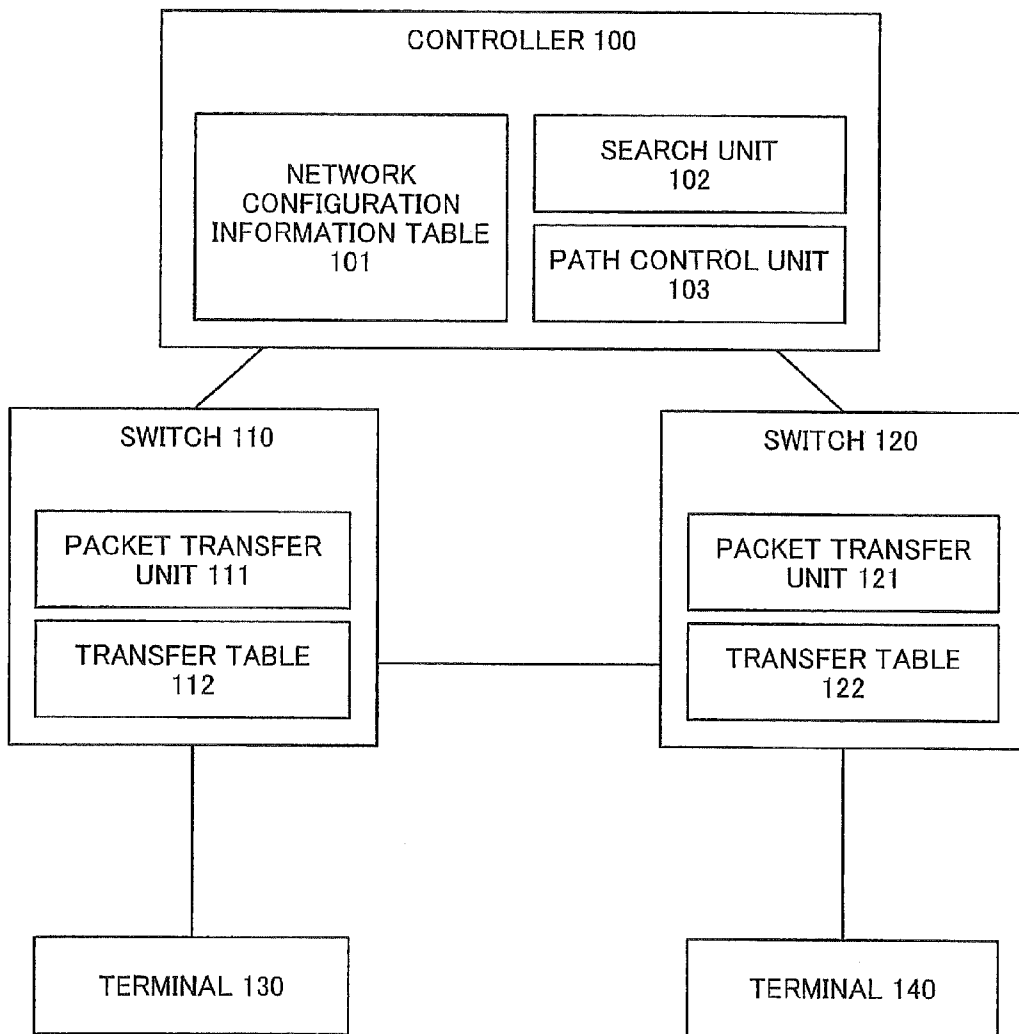 CONTROLLER 100
NETWORK
CONFIGURATION
INFORMATION TABLE
101
SEARCH UNIT
102
PATH CONTROL UNIT
103
SWITCH 110
PACKET TRANSFER
UNIT 111
TRANSFER TABLE
112
SWITCH 120
PACKET TRANSFER
UNIT 121
TRANSFER TABLE
122
TERMINAL 130
TERMINAL 140